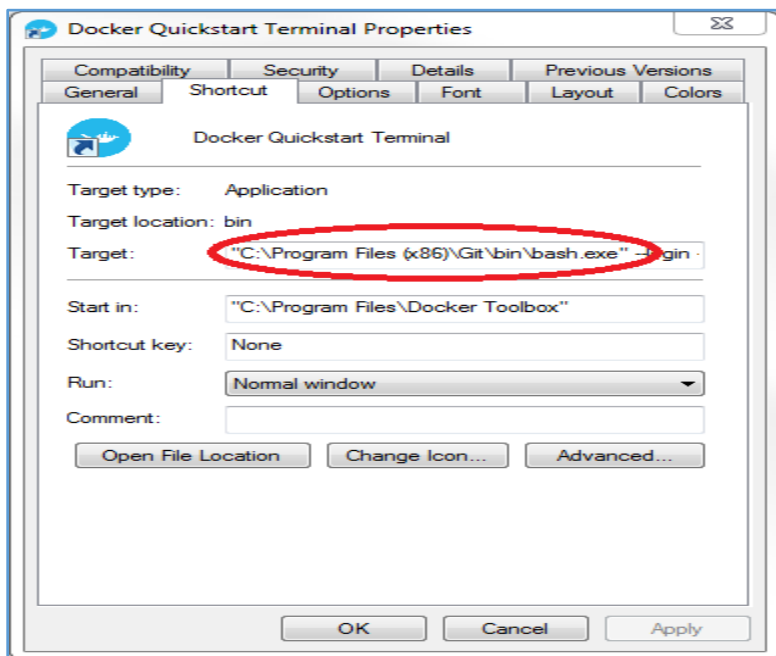 Docker Quickstart Terminal Properties
Compatibility Security Details Previous Versions
General Shortcut Options Font Layout Colors
Docker Quickstart Terminal
Target type: Application
Target location: bin
Target: "C:\Program Files (x86)\Git\bin\bash.exe" --login -
Start in: "C:\Program Files\Docker Toolbox"
Shortcut key: None
Run: Normal window
Comment:
Open File Location Change Icon... Advanced...
OK Cancel Apply